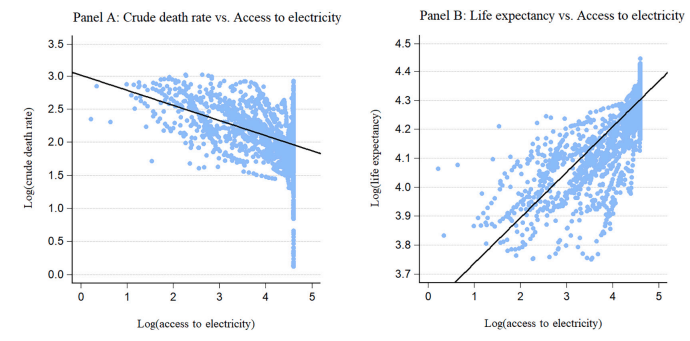 Panel A: Crude death rate vs. Access to electricity
Log(crude death rate)
3.5
3.0
2.5
2.0
1.5
1.0
0.5
0.0
0 1 2 3 4 5
Log(access to electricity)
Panel B: Life expectancy vs. Access to electricity
Log(life expectancy)
4.5
4.4
4.3
4.2
4.1
4.0
3.9
3.8
3.7
0 1 2 3 4 5
Log(access to electricity)